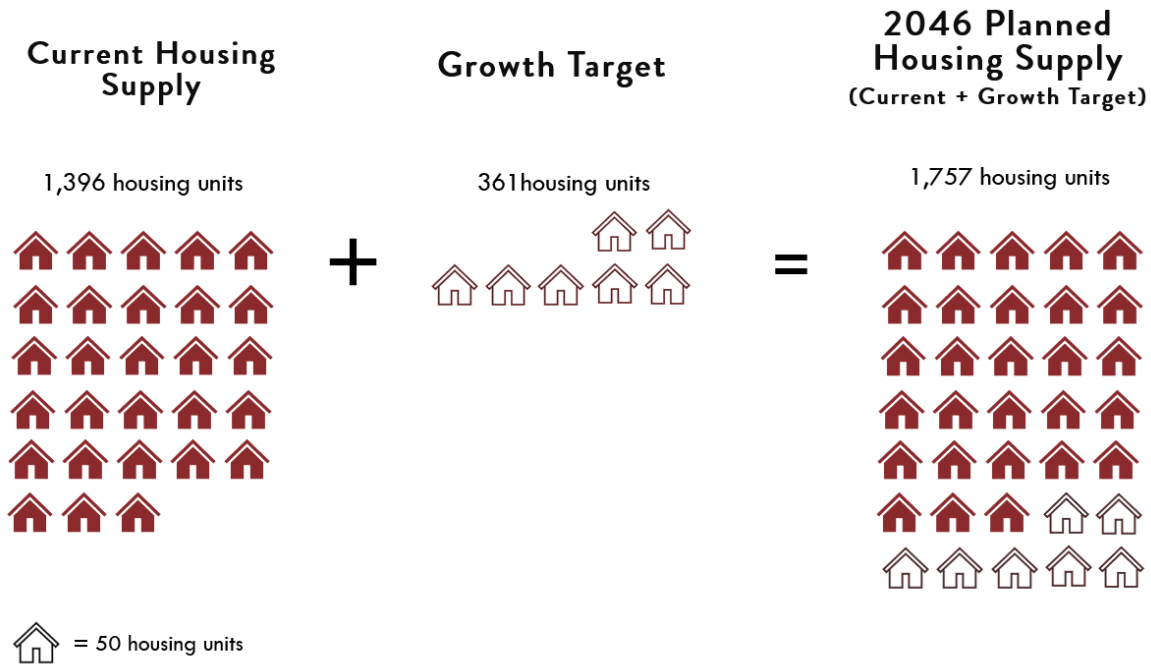 Current Housing
Supply
1,396 housing units
Growth Target
361housing units
2046 Planned
Housing Supply
(Current + Growth Target)
1,757 housing units
+
=
= 50 housing units